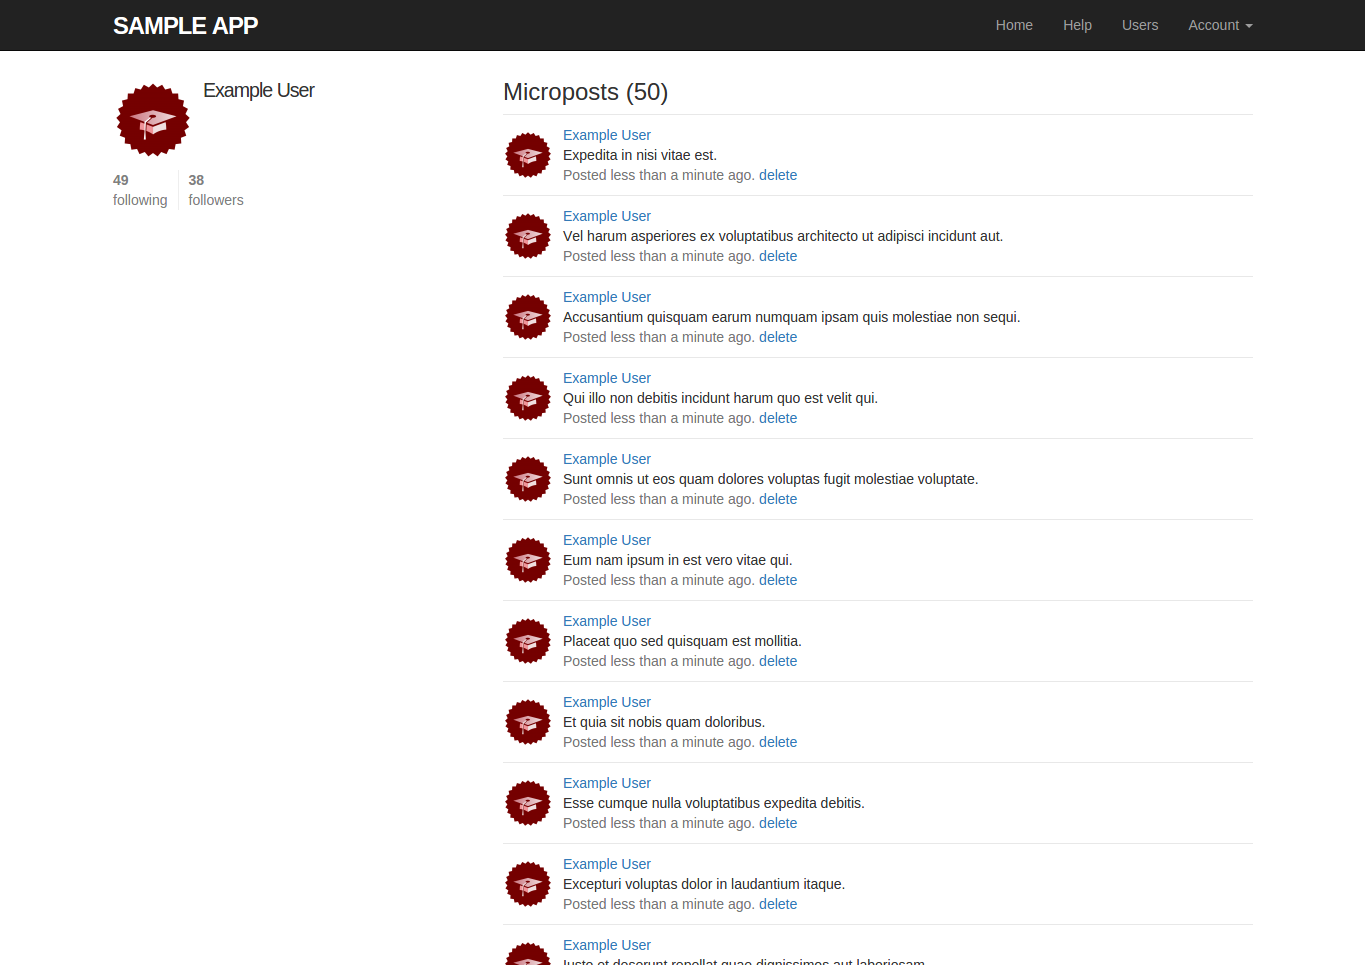 SAMPLE APP
Home Help Users Account
Example User
49 following
38 followers
Microposts (50)
Example User
Expedita in nisi vitae est.
Posted less than a minute ago. delete
Example User
Vel harum asperiores ex voluptatibus architecto ut adipisci incidunt aut.
Posted less than a minute ago. delete
Example User
Accusantium quisquam earum numquam ipsam quis molestiae non sequi.
Posted less than a minute ago. delete
Example User
Qui illo non debitis incidunt harum quo est velit qui.
Posted less than a minute ago. delete
Example User
Sunt omnis ut eos quam dolores voluptas fugit molestiae voluptate.
Posted less than a minute ago. delete
Example User
Eum nam ipsum in est vero vitae qui.
Posted less than a minute ago. delete
Example User
Placeat quo sed quisquam est mollitia.
Posted less than a minute ago. delete
Example User
Et quia sit nobis quam doloribus.
Posted less than a minute ago. delete
Example User
Esse cumque nulla voluptatibus expedita debitis.
Posted less than a minute ago. delete
Example User
Excepturi voluptas dolor in laudantium itaque.
Posted less than a minute ago. delete
Example User
Iusto et deserunt repellat quae dignissimos aut laboriosam.